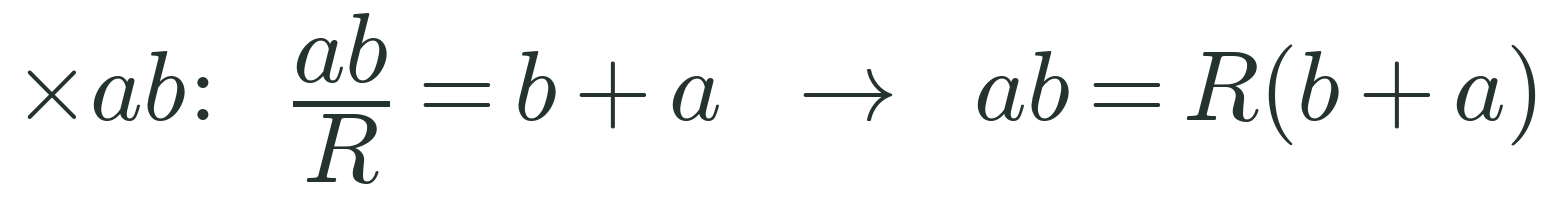 ×ab: ab/R = b + a → ab = R(b + a)